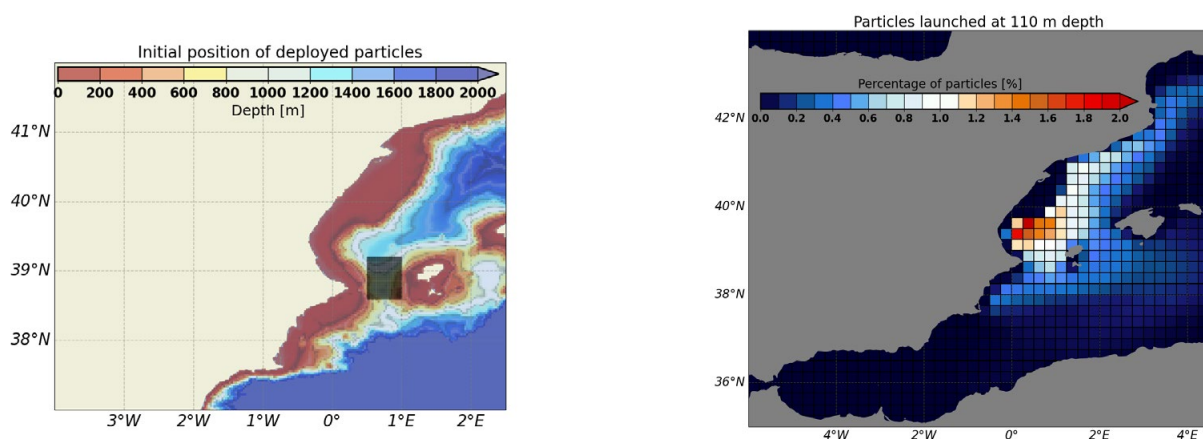 Initial position of deployed particles
0 200 400 600 800 1000 1200 1400 1600 1800 2000
Depth [m]
41°N
40°N
39°N
38°N
3°W 2°W 1°W 0° 1°E 2°E
Particles launched at 110 m depth
Percentage of particles [%]
0.0 0.2 0.4 0.6 0.8 1.0 1.2 1.4 1.6 1.8 2.0
42°N
40°N
38°N
36°N
4°W 2°W 0° 2°E 4°E